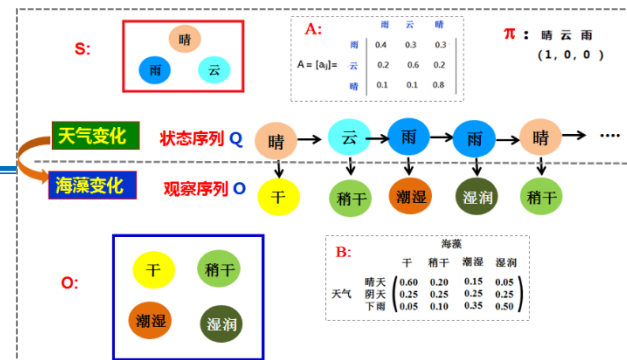 S:
晴
雨
云
A:
雨 云 晴
雨 0.4 0.3 0.3
A = [aᵢⱼ]= 云 0.2 0.6 0.2
晴 0.1 0.1 0.8
π : 晴 云 雨
(1, 0, 0 )
天气变化 状态序列 Q 晴 云 雨 雨 晴 ....
海藻变化 观察序列 O 干 稍干 潮湿 湿润 稍干
O:
干 稍干
潮湿 湿润
B:
海藻
干 稍干 潮湿 湿润
晴天 0.60 0.20 0.15 0.05
天气 阴天 0.25 0.25 0.25 0.25
下雨 0.05 0.10 0.35 0.50